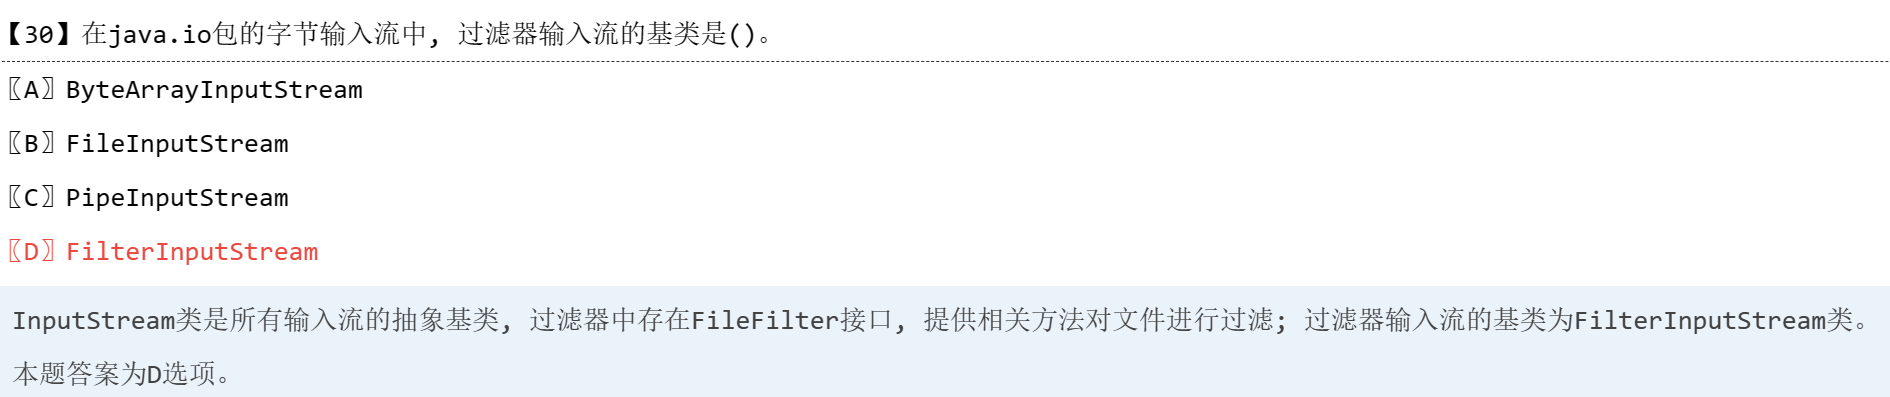 【30】在java.io包的字节输入流中, 过滤器输入流的基类是()。
〖A〗ByteArrayInputStream
〖B〗FileInputStream
〖C〗PipeInputStream
〖D〗FilterInputStream
InputStream类是所有输入流的抽象基类, 过滤器中存在FileFilter接口, 提供相关方法对文件进行过滤; 过滤器输入流的基类为FilterInputStream类。
本题答案为D选项。